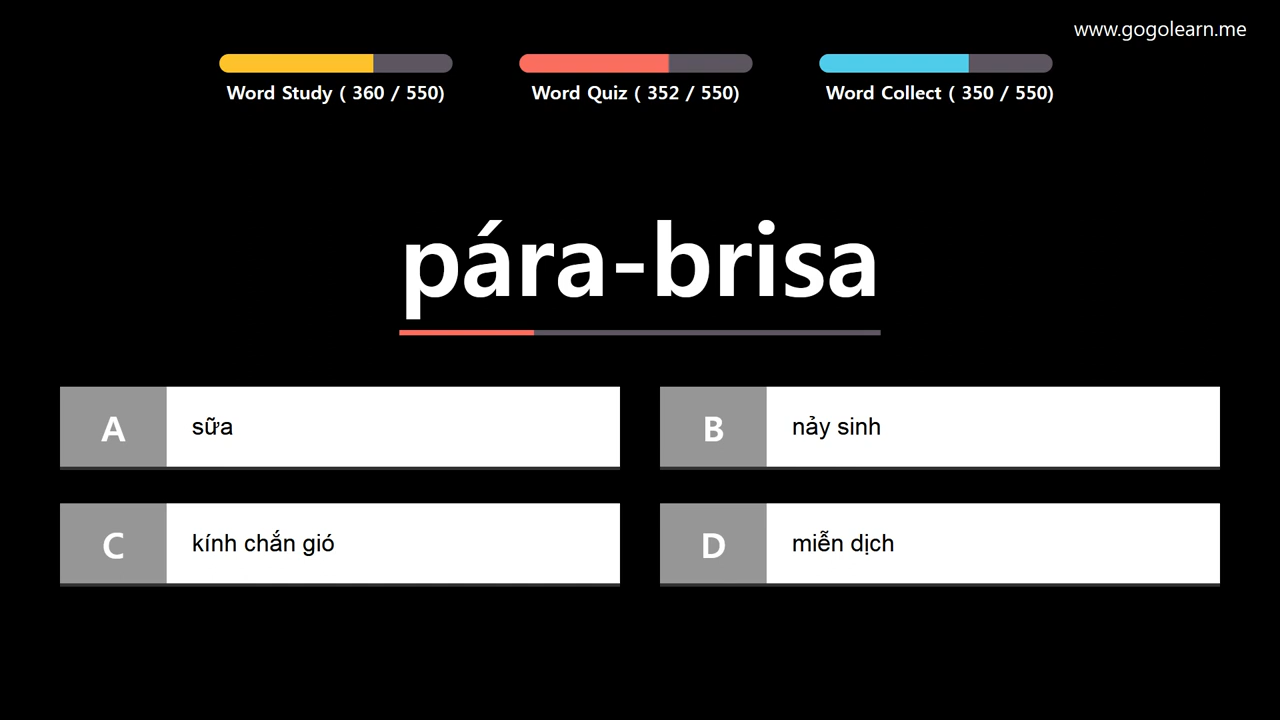 www.gogolearn.me
Word Study ( 360 / 550)
Word Quiz ( 352 / 550)
Word Collect ( 350 / 550)
pára-brisa
A sữa
B nảy sinh
C kính chắn gió
D miễn dịch